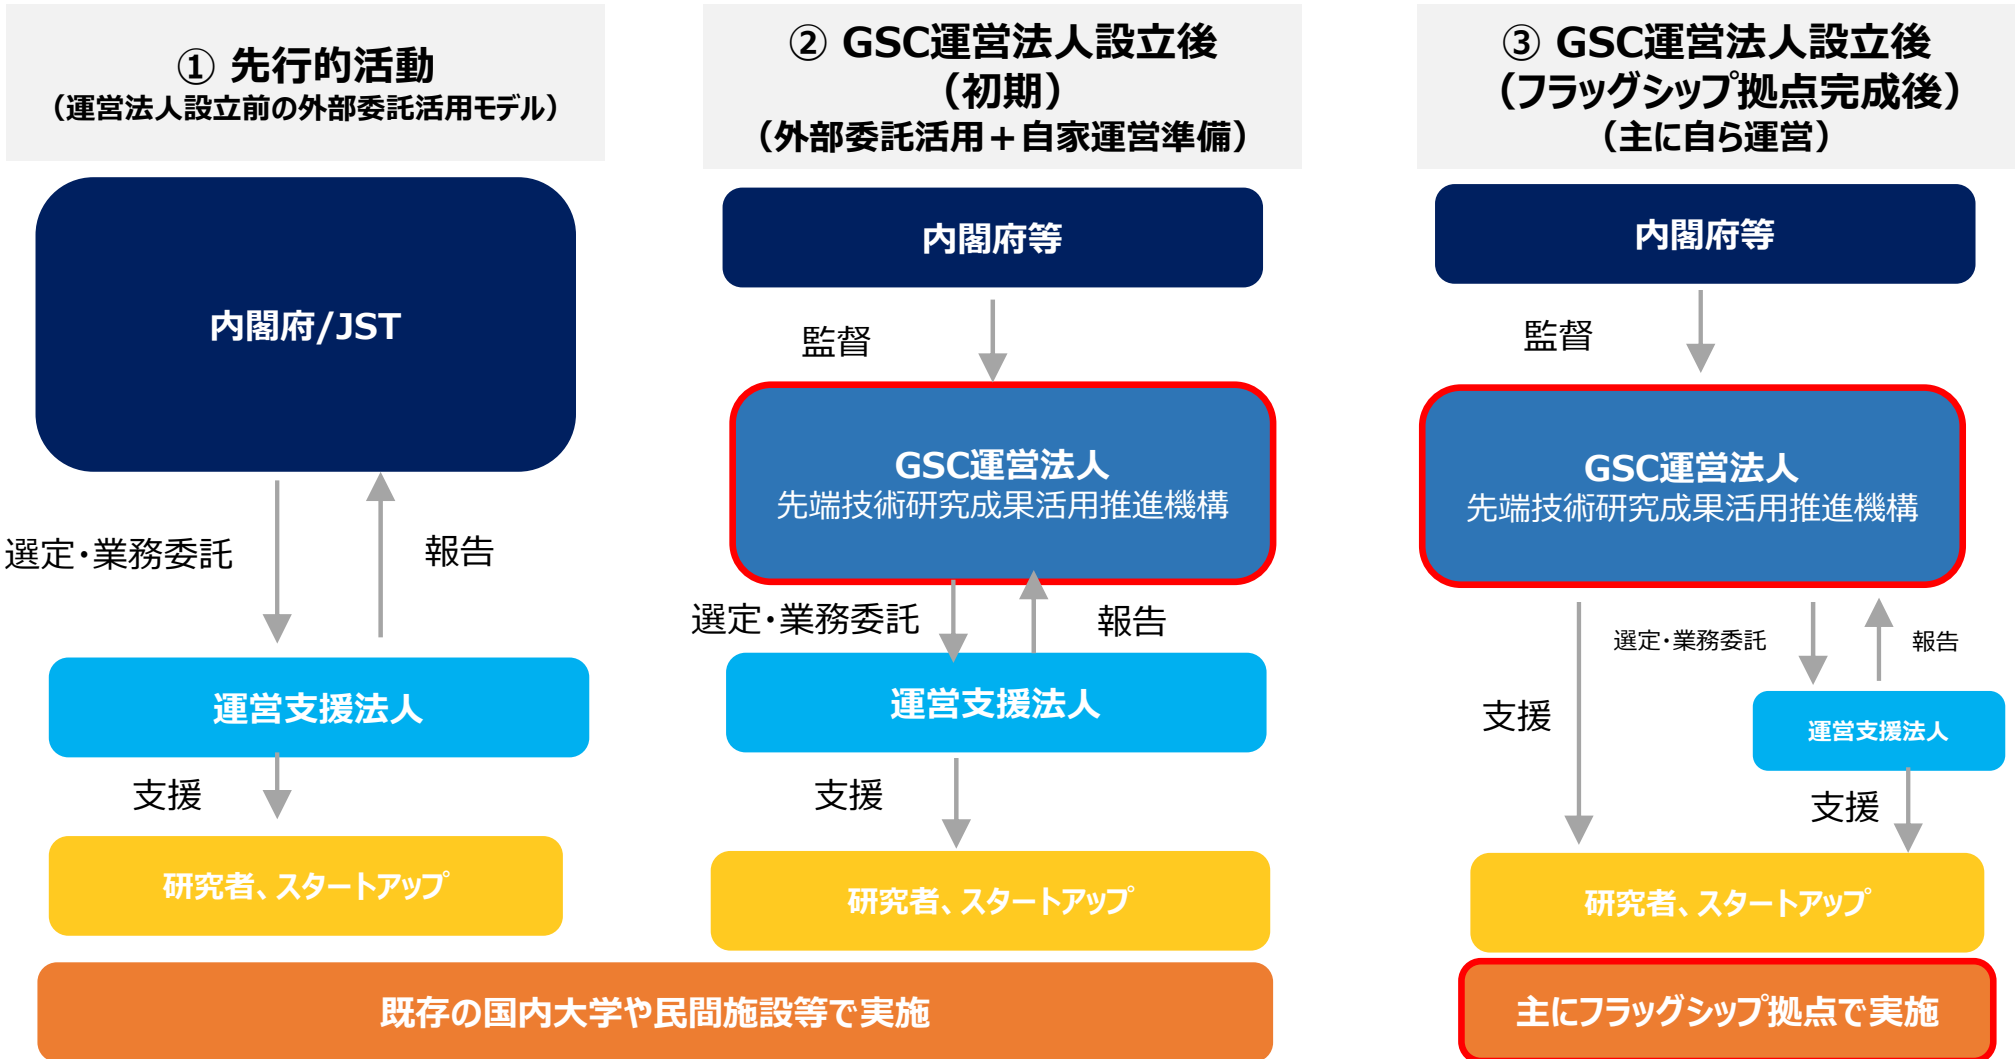 ① 先行的活動
（運営法人設立前の外部委託活用モデル）
内閣府/JST
選定・業務委託
報告
運営支援法人
支援
研究者、スタートアップ
② GSC運営法人設立後
（初期）
（外部委託活用＋自家運営準備）
内閣府等
監督
GSC運営法人
先端技術研究成果活用推進機構
選定・業務委託
報告
運営支援法人
支援
研究者、スタートアップ
既存の国内大学や民間施設等で実施
③ GSC運営法人設立後
（フラッグシップ拠点完成後）
（主に自ら運営）
内閣府等
監督
GSC運営法人
先端技術研究成果活用推進機構
選定・業務委託
報告
支援
運営支援法人
支援
研究者、スタートアップ
主にフラッグシップ拠点で実施